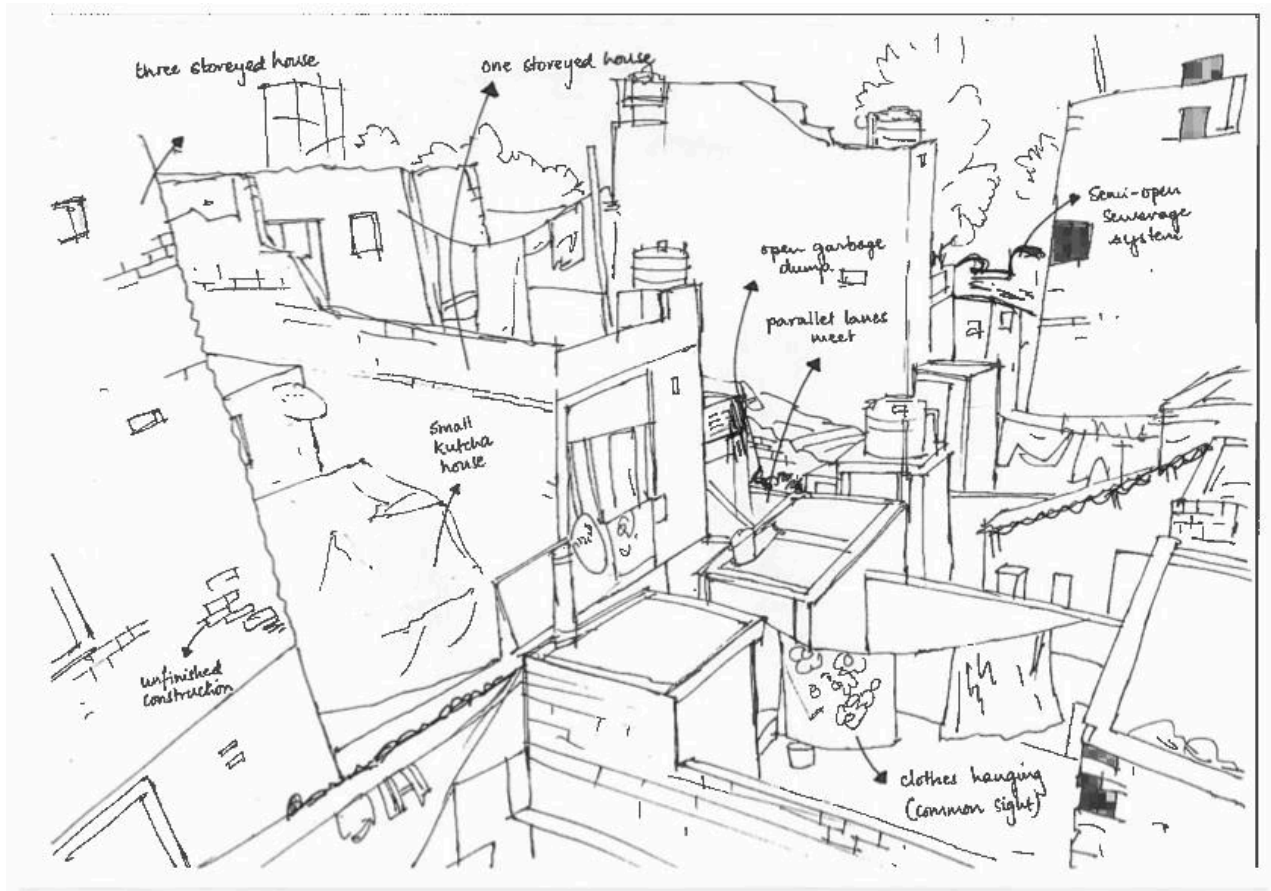 three storeyed house
one storeyed house
Semi-open
sewerage
system
open garbage
dump
parallel lanes
meet
small
kutcha
house
unfinished
construction
clothes hanging
(common sight)